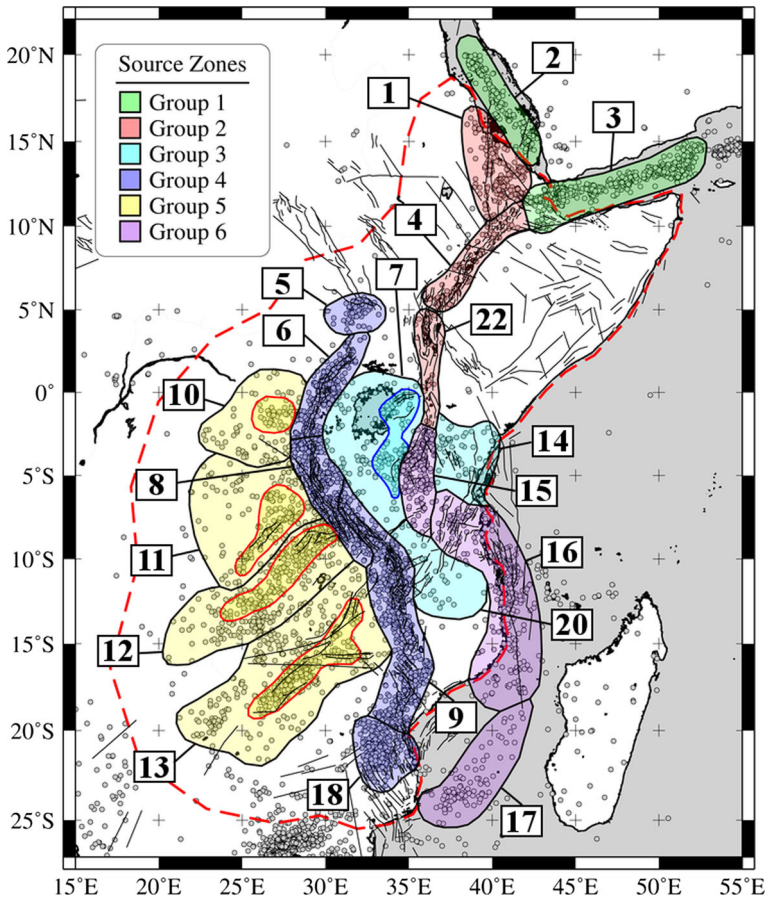 20°N
15°N
10°N
5°N
0°
5°S
10°S
15°S
20°S
25°S
15°E
20°E
25°E
30°E
35°E
40°E
45°E
50°E
55°E
Source Zones
Group 1
Group 2
Group 3
Group 4
Group 5
Group 6
2
1
3
4
7
5
22
6
10
14
8
15
11
16
12
20
9
13
18
17